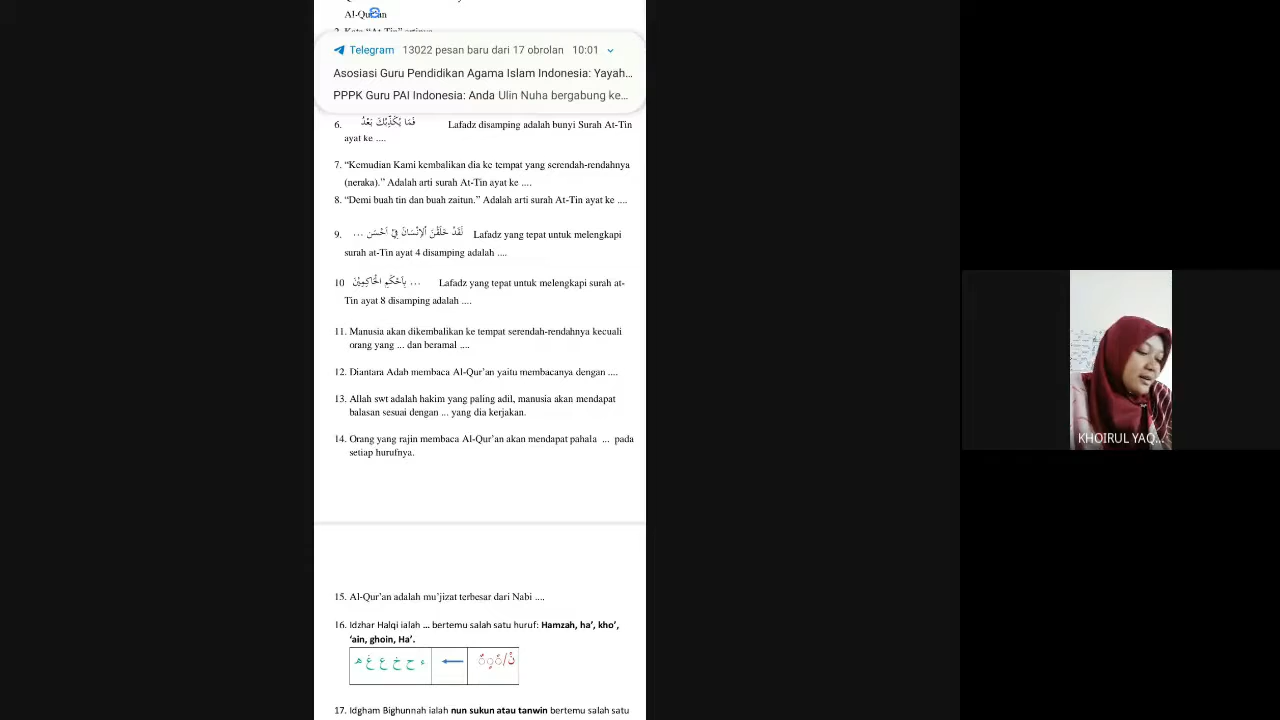 Al-Qur'an
2. Kata “At-Tin” artinya
Telegram 13022 pesan baru dari 17 obrolan 10:01
Asosiasi Guru Pendidikan Agama Islam Indonesia: Yayah...
PPPK Guru PAI Indonesia: Anda Ulin Nuha bergabung ke...
6. فَمَا يُكَذِّبُكَ بَعْدُ Lafadz disamping adalah bunyi Surah At-Tin
ayat ke ....
7. “Kemudian Kami kembalikan dia ke tempat yang serendah-rendahnya
(neraka).” Adalah arti surah At-Tin ayat ke ....
8. “Demi buah tin dan buah zaitun.” Adalah arti surah At-Tin ayat ke ....
9. لَقَدْ خَلَقْنَ الْاِنْسَانَ فِيْ اَحْسَنِ ... Lafadz yang tepat untuk melengkapi
surah at-Tin ayat 4 disamping adalah ....
10 ... بِاَحْكَمِ الْحَاكِمِيْنَ Lafadz yang tepat untuk melengkapi surah at-
Tin ayat 8 disamping adalah ....
11. Manusia akan dikembalikan ke tempat serendah-rendahnya kecuali
orang yang ... dan beramal ....
12. Diantara Adab membaca Al-Qur’an yaitu membacanya dengan ....
13. Allah swt adalah hakim yang paling adil, manusia akan mendapat
balasan sesuai dengan ... yang dia kerjakan.
14. Orang yang rajin membaca Al-Qur’an akan mendapat pahala ... pada
setiap hurufnya.
15. Al-Qur’an adalah mu’jizat terbesar dari Nabi ....
16. Idzhar Halqi ialah ... bertemu salah satu huruf: Hamzah, ha’, kho’,
‘ain, ghoin, Ha’.
ء ح خ ع غ ه ← نْ/ ـًـٍـٌ
17. Idgham Bighunnah ialah nun sukun atau tanwin bertemu salah satu
KHOIRUL YAQ...